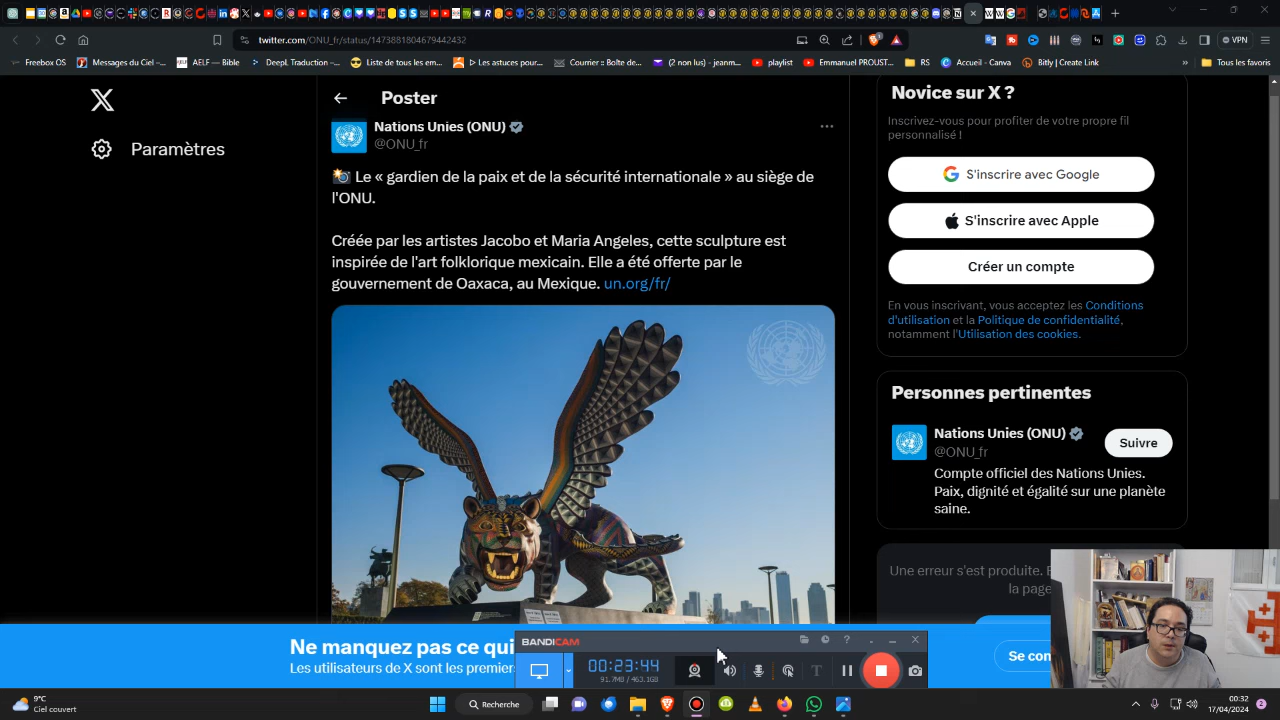 twitter.com/ONU_fr/status/1473881804679442432
VPN
Freebox OS
Messages du Ciel –...
AELF — Bible
Deepl. Traduction –...
Liste de tous les em...
▷ Les astuces pour...
Courrier :: Boîte de...
(2 non lus) - jeanm...
playlist
Emmanuel PROUST...
RS
Accueil - Canva
Bitly | Create Link
»
Tous les favoris
Paramètres
Poster
Nations Unies (ONU)
@ONU_fr
Le « gardien de la paix et de la sécurité internationale » au siège de
l'ONU.
Créée par les artistes Jacobo et Maria Angeles, cette sculpture est
inspirée de l'art folklorique mexicain. Elle a été offerte par le
gouvernement de Oaxaca, au Mexique. un.org/fr/
Novice sur X ?
Inscrivez-vous pour profiter de votre propre fil
personnalisé !
S'inscrire avec Google
S'inscrire avec Apple
Créer un compte
En vous inscrivant, vous acceptez les Conditions
d'utilisation et la Politique de confidentialité,
notamment l'Utilisation des cookies.
Personnes pertinentes
Nations Unies (ONU)
@ONU_fr
Suivre
Compte officiel des Nations Unies.
Paix, dignité et égalité sur une planète
saine.
Une erreur s'est produite.
la page
Ne manquez pas ce qui
Les utilisateurs de X sont les premiers
Se con
BANDICAM
00:23:44
91.7MB / 463.1GB
9°C
Ciel couvert
Recherche
00:32
17/04/2024